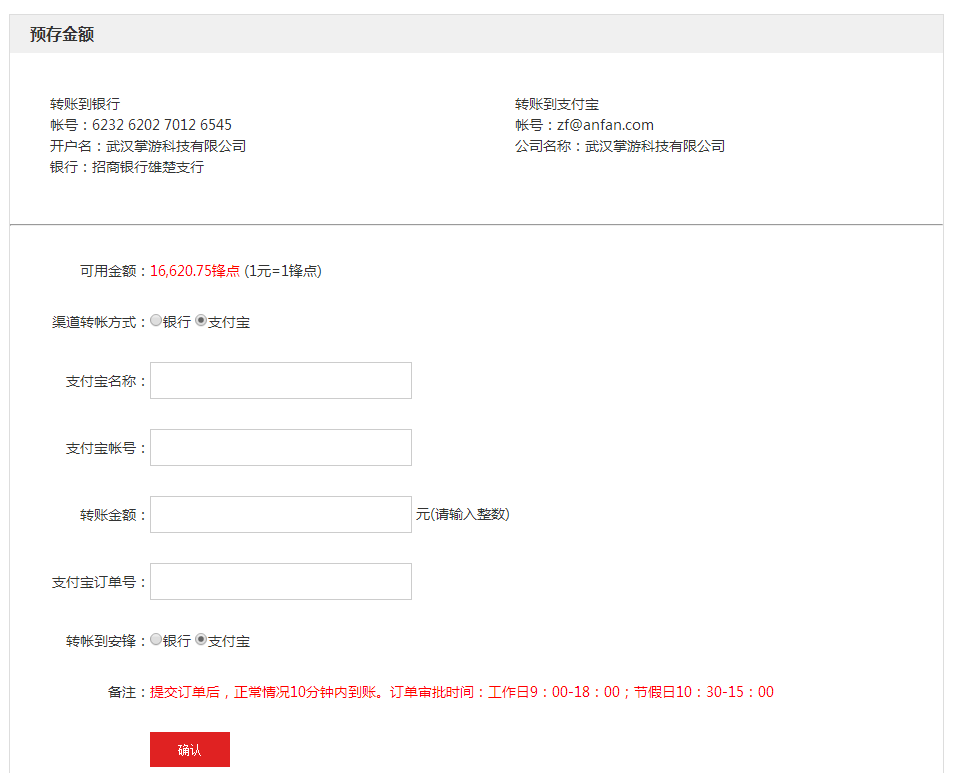 预存金额
转账到银行
帐号：6232 6202 7012 6545
开户名：武汉掌游科技有限公司
银行：招商银行雄楚支行
转账到支付宝
帐号：zf@anfan.com
公司名称：武汉掌游科技有限公司
可用金额：16,620.75锋点 (1元=1锋点)
渠道转帐方式：银行 支付宝
支付宝名称：
支付宝帐号：
转账金额： 元(请输入整数)
支付宝订单号：
转帐到安锋：银行 支付宝
备注：提交订单后，正常情况10分钟内到账。订单审批时间：工作日9：00-18：00；节假日10：30-15：00
确认